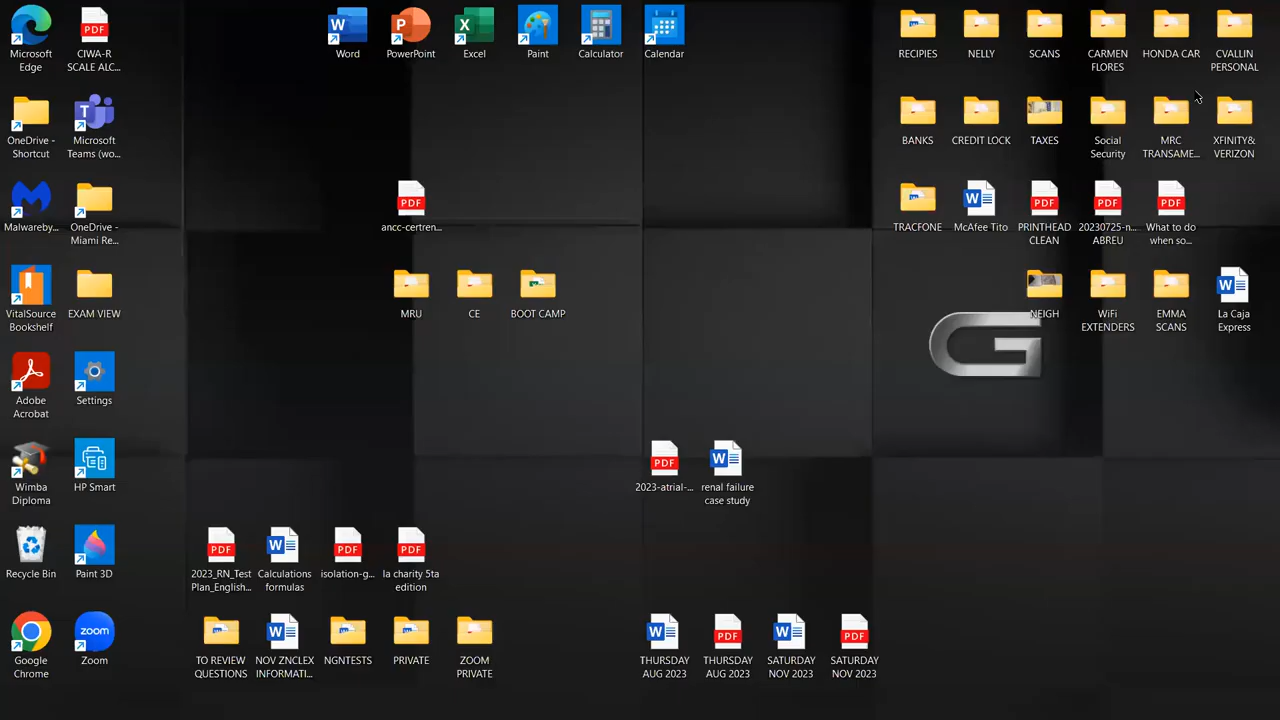 Microsoft
Edge
CIWA-R
SCALE ALC...
Word
PowerPoint
Excel
Paint
Calculator
Calendar
RECIPIES
NELLY
SCANS
CARMEN
FLORES
HONDA CAR
CVALLIN
PERSONAL
OneDrive -
Shortcut
Microsoft
Teams (wo...
BANKS
CREDIT LOCK
TAXES
Social
Security
MRC
TRANSAME...
XFINITY&
VERIZON
Malwareby...
OneDrive -
Miami Re...
PDF
ancc-certren...
TRACFONE
McAfee Tito
PRINTHEAD
CLEAN
20230725-n...
ABREU
What to do
when so...
VitalSource
Bookshelf
EXAM VIEW
MRU
CE
BOOT CAMP
NEIGH
WiFi
EXTENDERS
EMMA
SCANS
La Caja
Express
G
Adobe
Acrobat
Settings
Wimba
Diploma
HP Smart
2023-atrial-...
renal failure
case study
Recycle Bin
Paint 3D
2023_RN_Test
Plan_English...
Calculations
formulas
isolation-g...
la charity 5ta
edition
Google
Chrome
zoom
Zoom
TO REVIEW
QUESTIONS
NOV ZNCLEX
INFORMATI...
NGNTESTS
PRIVATE
ZOOM
PRIVATE
THURSDAY
AUG 2023
THURSDAY
AUG 2023
SATURDAY
NOV 2023
SATURDAY
NOV 2023